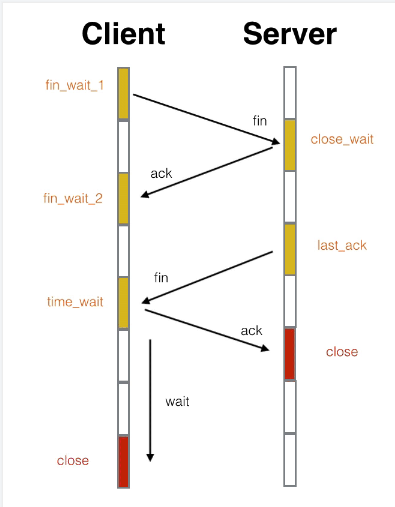 Client Server
fin_wait_1
fin
close_wait
ack
fin_wait_2
last_ack
fin
time_wait
ack
close
wait
close